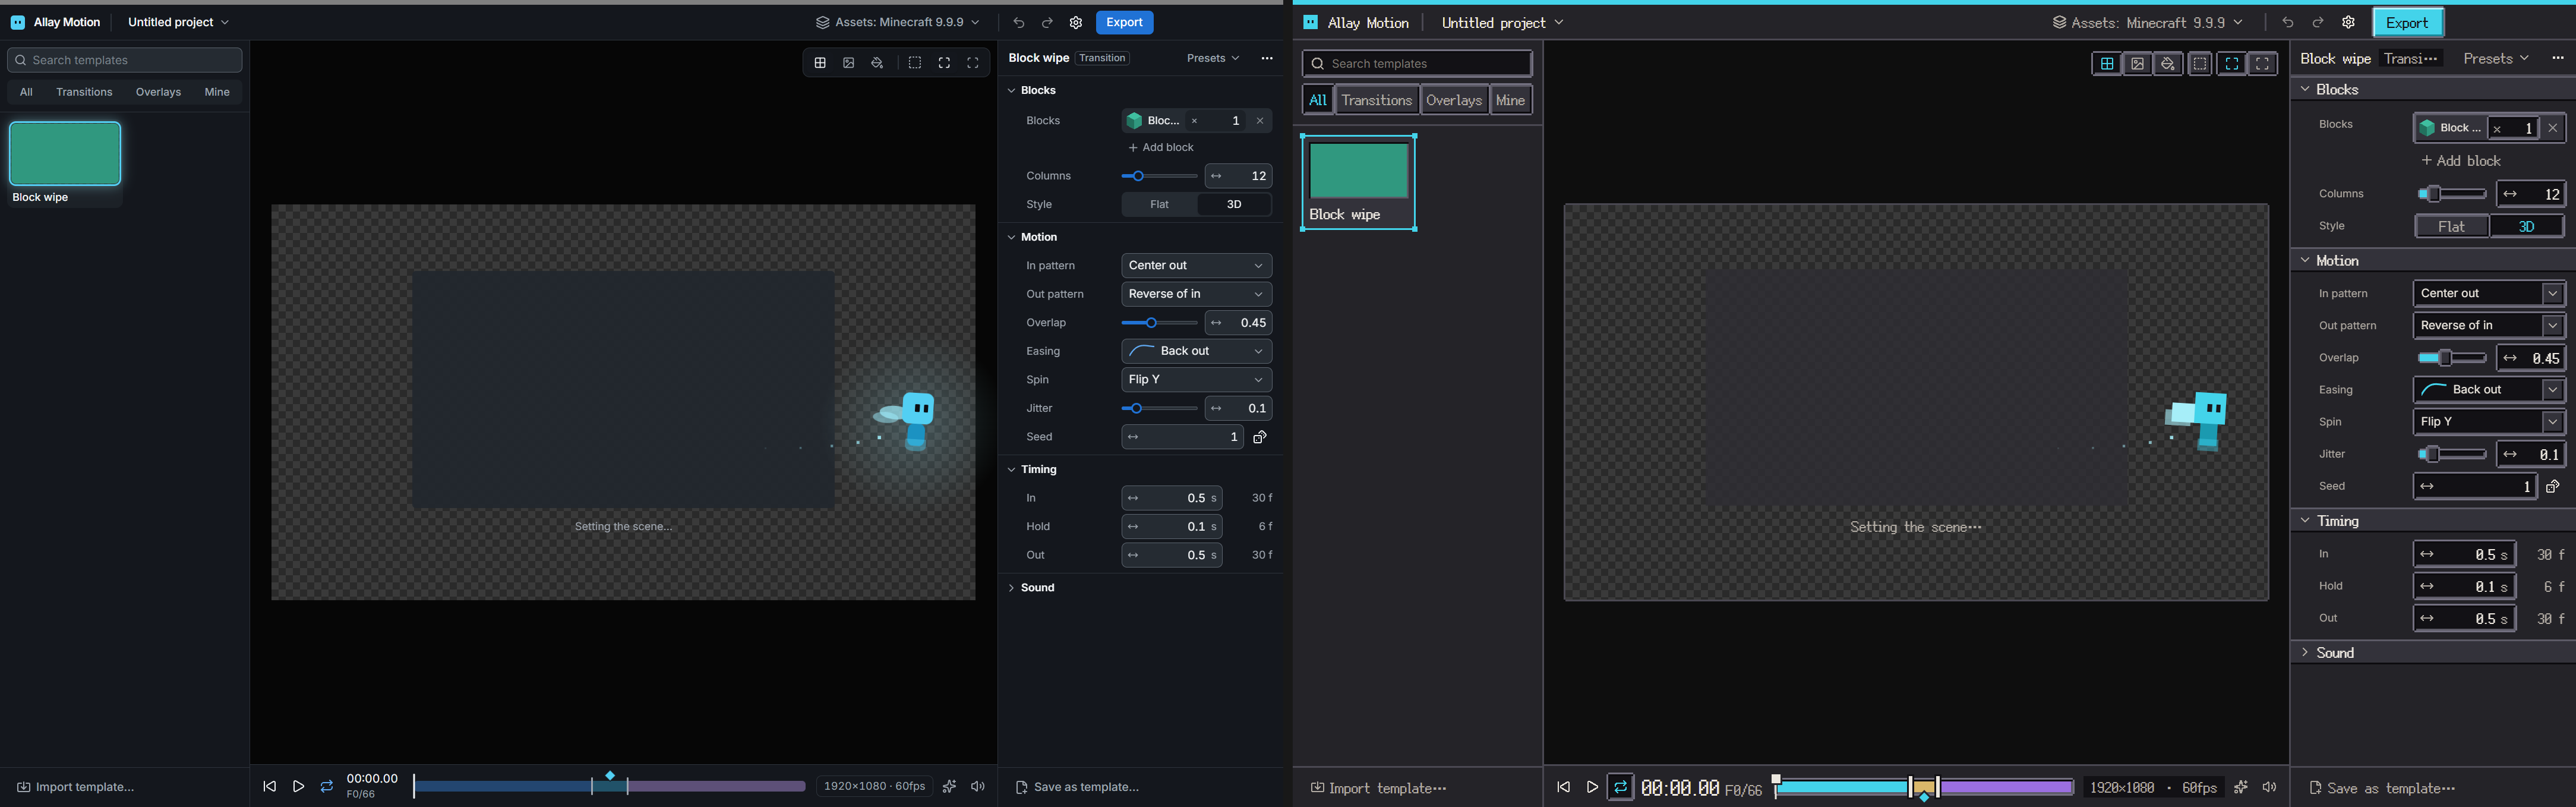 Allay Motion
Untitled project
Assets: Minecraft 9.9.9
Export
Search templates
All
Transitions
Overlays
Mine
Block wipe
Import template...
Setting the scene...
00:00.00
F0/66
1920×1080 · 60fps
Block wipe
Transition
Presets
Blocks
Blocks
Bloc...
×
1
+ Add block
Columns
12
Style
Flat
3D
Motion
In pattern
Center out
Out pattern
Reverse of in
Overlap
0.45
Easing
Back out
Spin
Flip Y
Jitter
0.1
Seed
1
Timing
In
0.5 s
30 f
Hold
0.1 s
6 f
Out
0.5 s
30 f
Sound
Save as template...
Allay Motion
Untitled project
Assets: Minecraft 9.9.9
Export
Search templates
All
Transitions
Overlays
Mine
Block wipe
Import template...
Setting the scene...
00:00.00
F0/66
1920×1080 · 60fps
Block wipe
Transi...
Presets
Blocks
Blocks
Block ...
×
1
+ Add block
Columns
12
Style
Flat
3D
Motion
In pattern
Center out
Out pattern
Reverse of in
Overlap
0.45
Easing
Back out
Spin
Flip Y
Jitter
0.1
Seed
1
Timing
In
0.5 s
30 f
Hold
0.1 s
6 f
Out
0.5 s
30 f
Sound
Save as template...